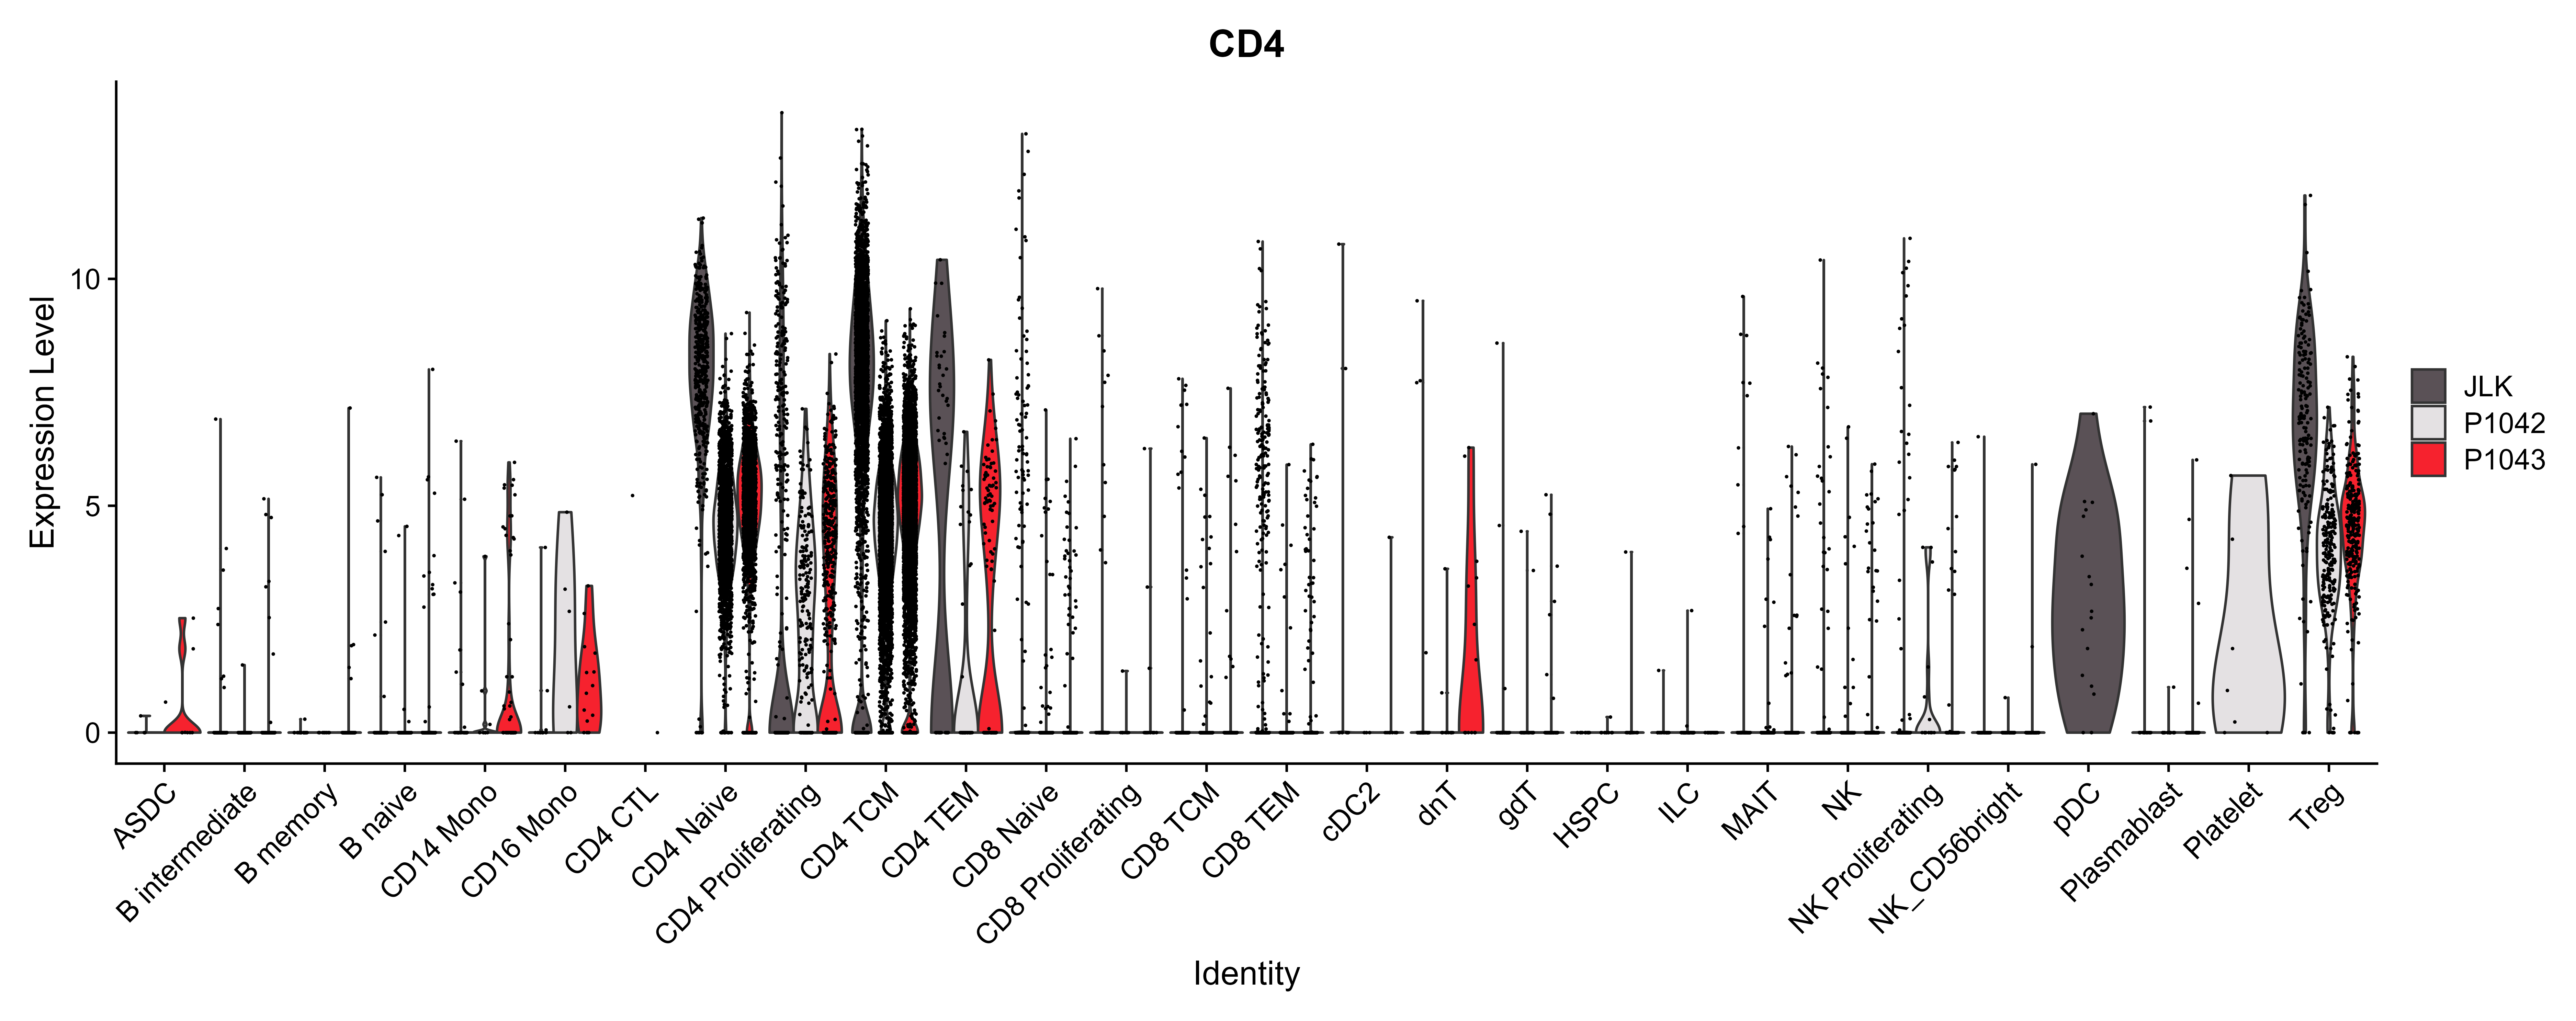 CD4
Expression Level
10
5
0
ASDC
B intermediate
B memory
B naive
CD14 Mono
CD16 Mono
CD4 CTL
CD4 Naive
CD4 Proliferating
CD4 TCM
CD4 TEM
CD8 Naive
CD8 Proliferating
CD8 TCM
CD8 TEM
cDC2
dnT
gdT
HSPC
ILC
MAIT
NK
NK Proliferating
NK_CD56bright
pDC
Plasmablast
Platelet
Treg
Identity
JLK
P1042
P1043